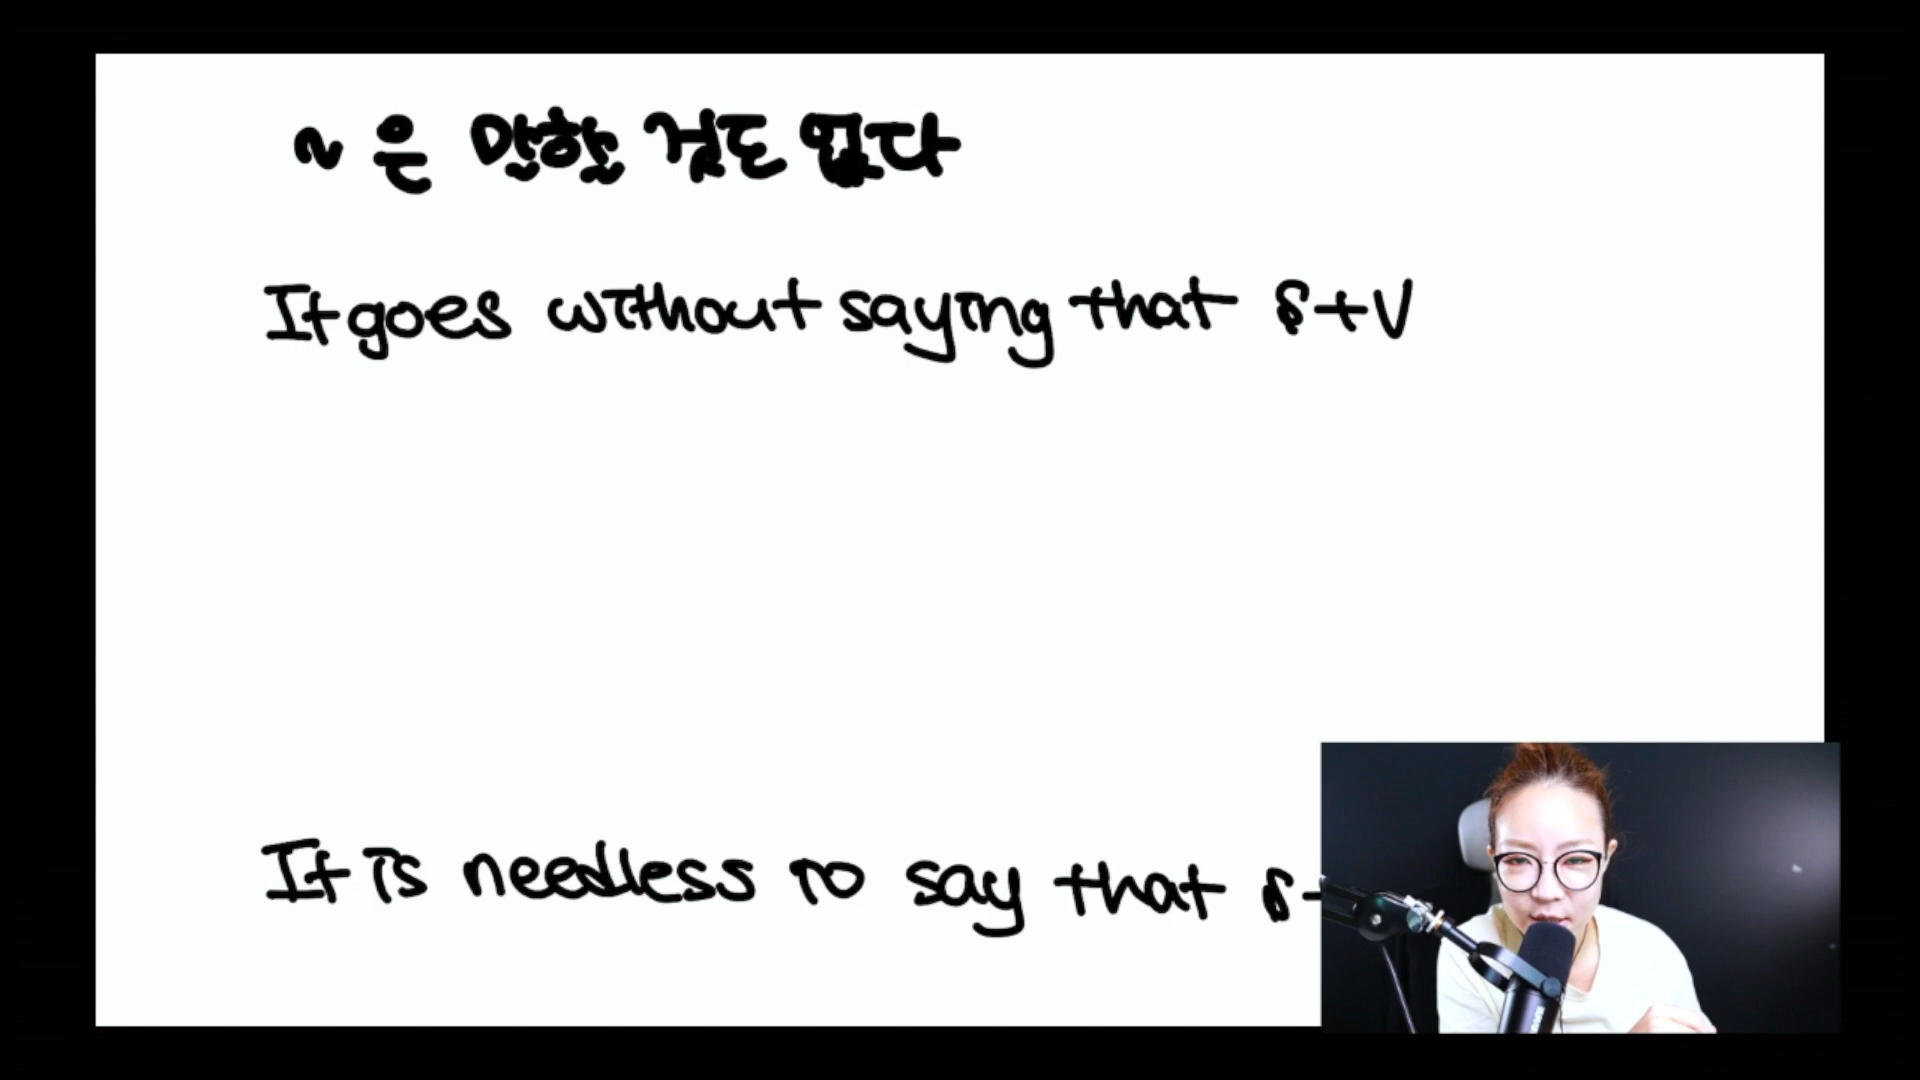 ~은 말할 것도 없다
It goes without saying that S+V
It is needless to say that S+